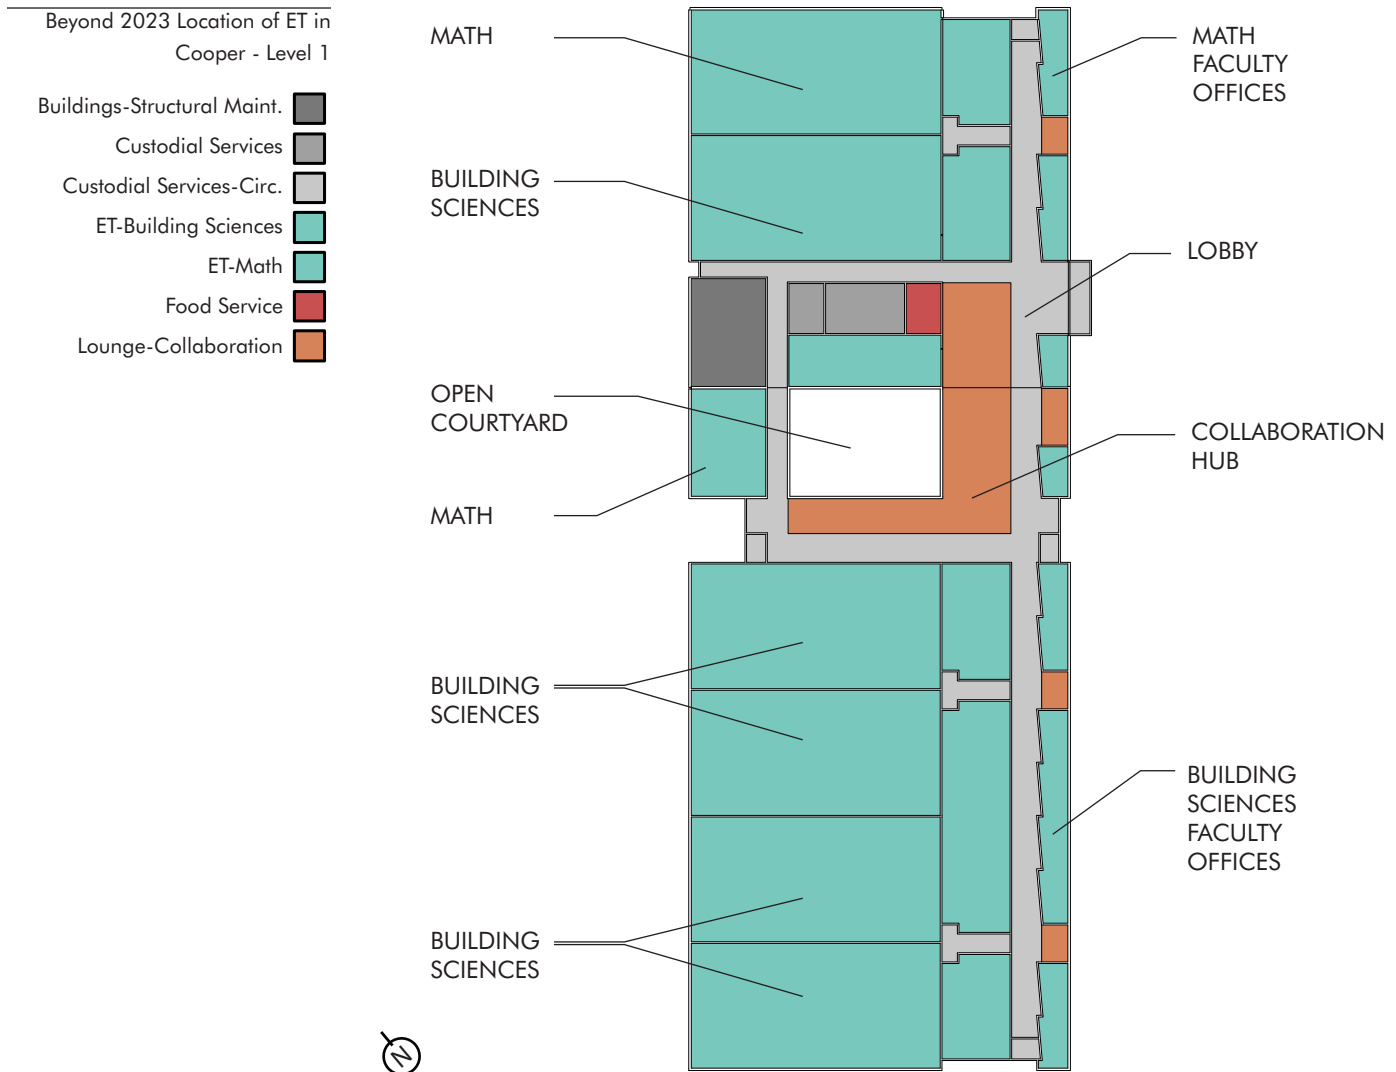 Beyond 2023 Location of ET in
Cooper - Level 1
Buildings-Structural Maint.
Custodial Services
Custodial Services-Circ.
ET-Building Sciences
ET-Math
Food Service
Lounge-Collaboration
MATH
BUILDING
SCIENCES
OPEN
COURTYARD
MATH
BUILDING
SCIENCES
BUILDING
SCIENCES
MATH
FACULTY
OFFICES
LOBBY
COLLABORATION
HUB
BUILDING
SCIENCES
FACULTY
OFFICES
N